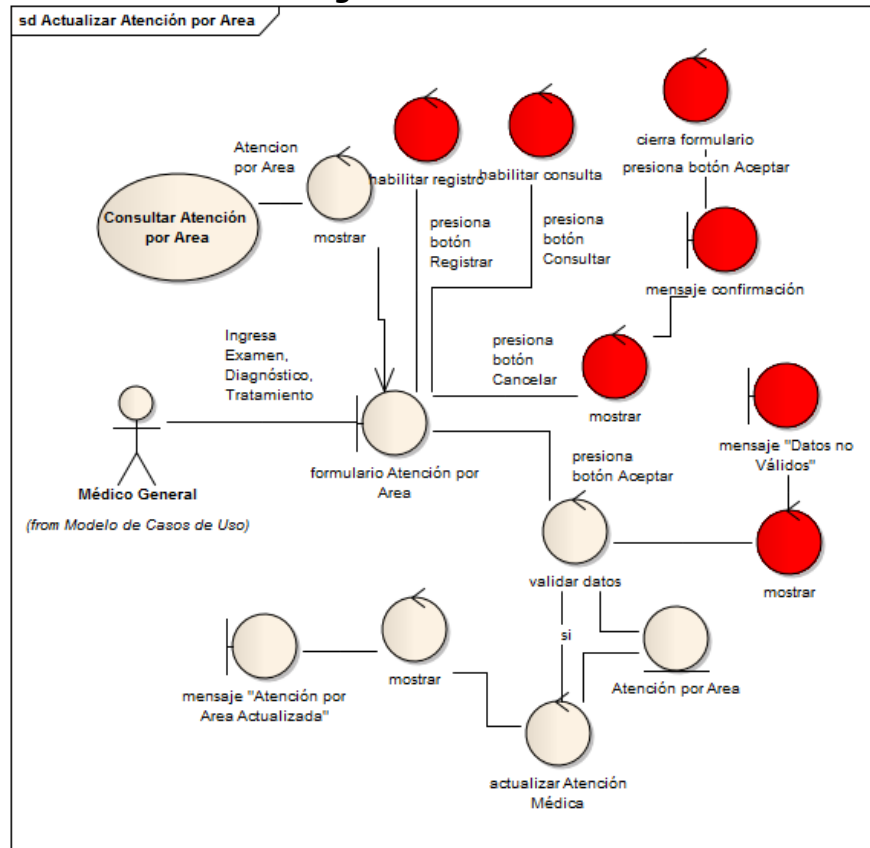 sd Actualizar Atención por Area
cierra formulario
presiona botón Aceptar
Atencion
por Area
habilitar registro
habilitar consulta
Consultar Atención
por Area
mostrar
presiona
botón
Registrar
presiona
botón
Consultar
mensaje confirmación
Ingresa
Examen,
Diagnóstico,
Tratamiento
presiona
botón
Cancelar
mostrar
mensaje "Datos no
Válidos"
formulario Atención por
Area
presiona
botón Aceptar
Médico General
(from Modelo de Casos de Uso)
validar datos
mostrar
si
mensaje "Atención por
Area Actualizada"
mostrar
Atención por Area
actualizar Atención
Médica